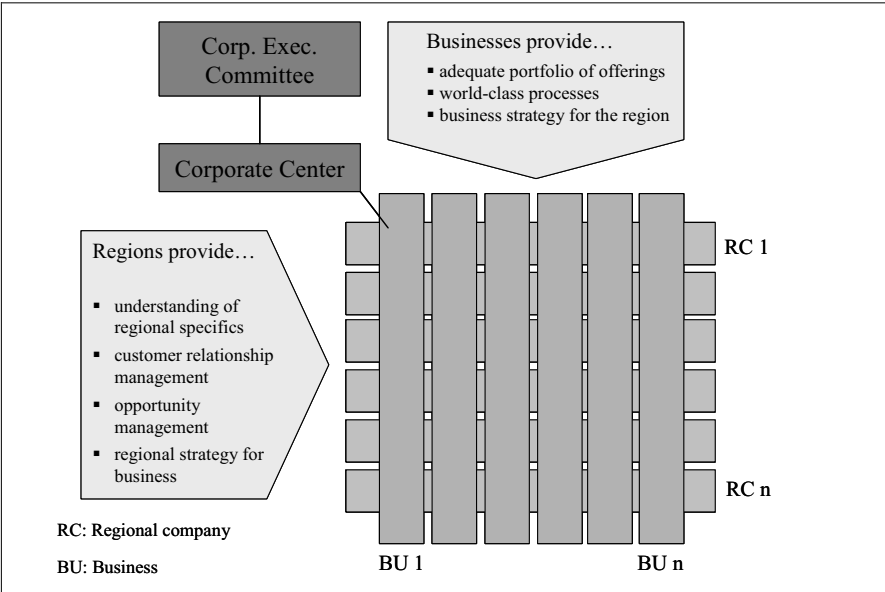 Corp. Exec.
Committee
Corporate Center
Businesses provide…
▪ adequate portfolio of offerings
▪ world-class processes
▪ business strategy for the region
Regions provide…
▪ understanding of
regional specifics
▪ customer relationship
management
▪ opportunity
management
▪ regional strategy for
business
RC 1
RC n
RC: Regional company
BU: Business
BU 1
BU n